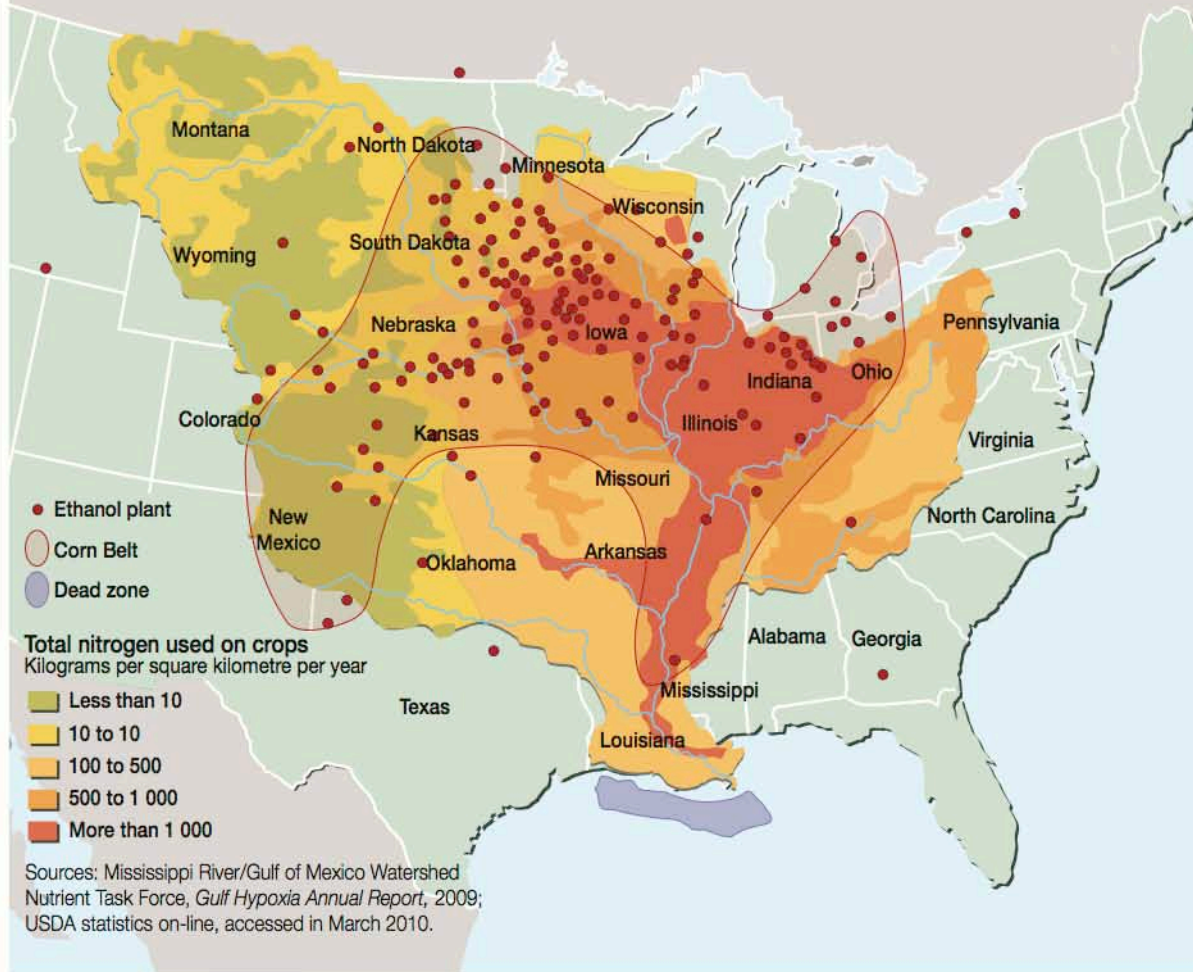 Montana
North Dakota
Minnesota
Wisconsin
South Dakota
Wyoming
Nebraska
Iowa
Pennsylvania
Indiana
Ohio
Colorado
Illinois
Kansas
Virginia
Missouri
New
Mexico
North Carolina
Arkansas
Oklahoma
Alabama
Georgia
Mississippi
Texas
Louisiana
Ethanol plant
Corn Belt
Dead zone
Total nitrogen used on crops
Kilograms per square kilometre per year
Less than 10
10 to 10
100 to 500
500 to 1 000
More than 1 000
Sources: Mississippi River/Gulf of Mexico Watershed
Nutrient Task Force, Gulf Hypoxia Annual Report, 2009;
USDA statistics on-line, accessed in March 2010.